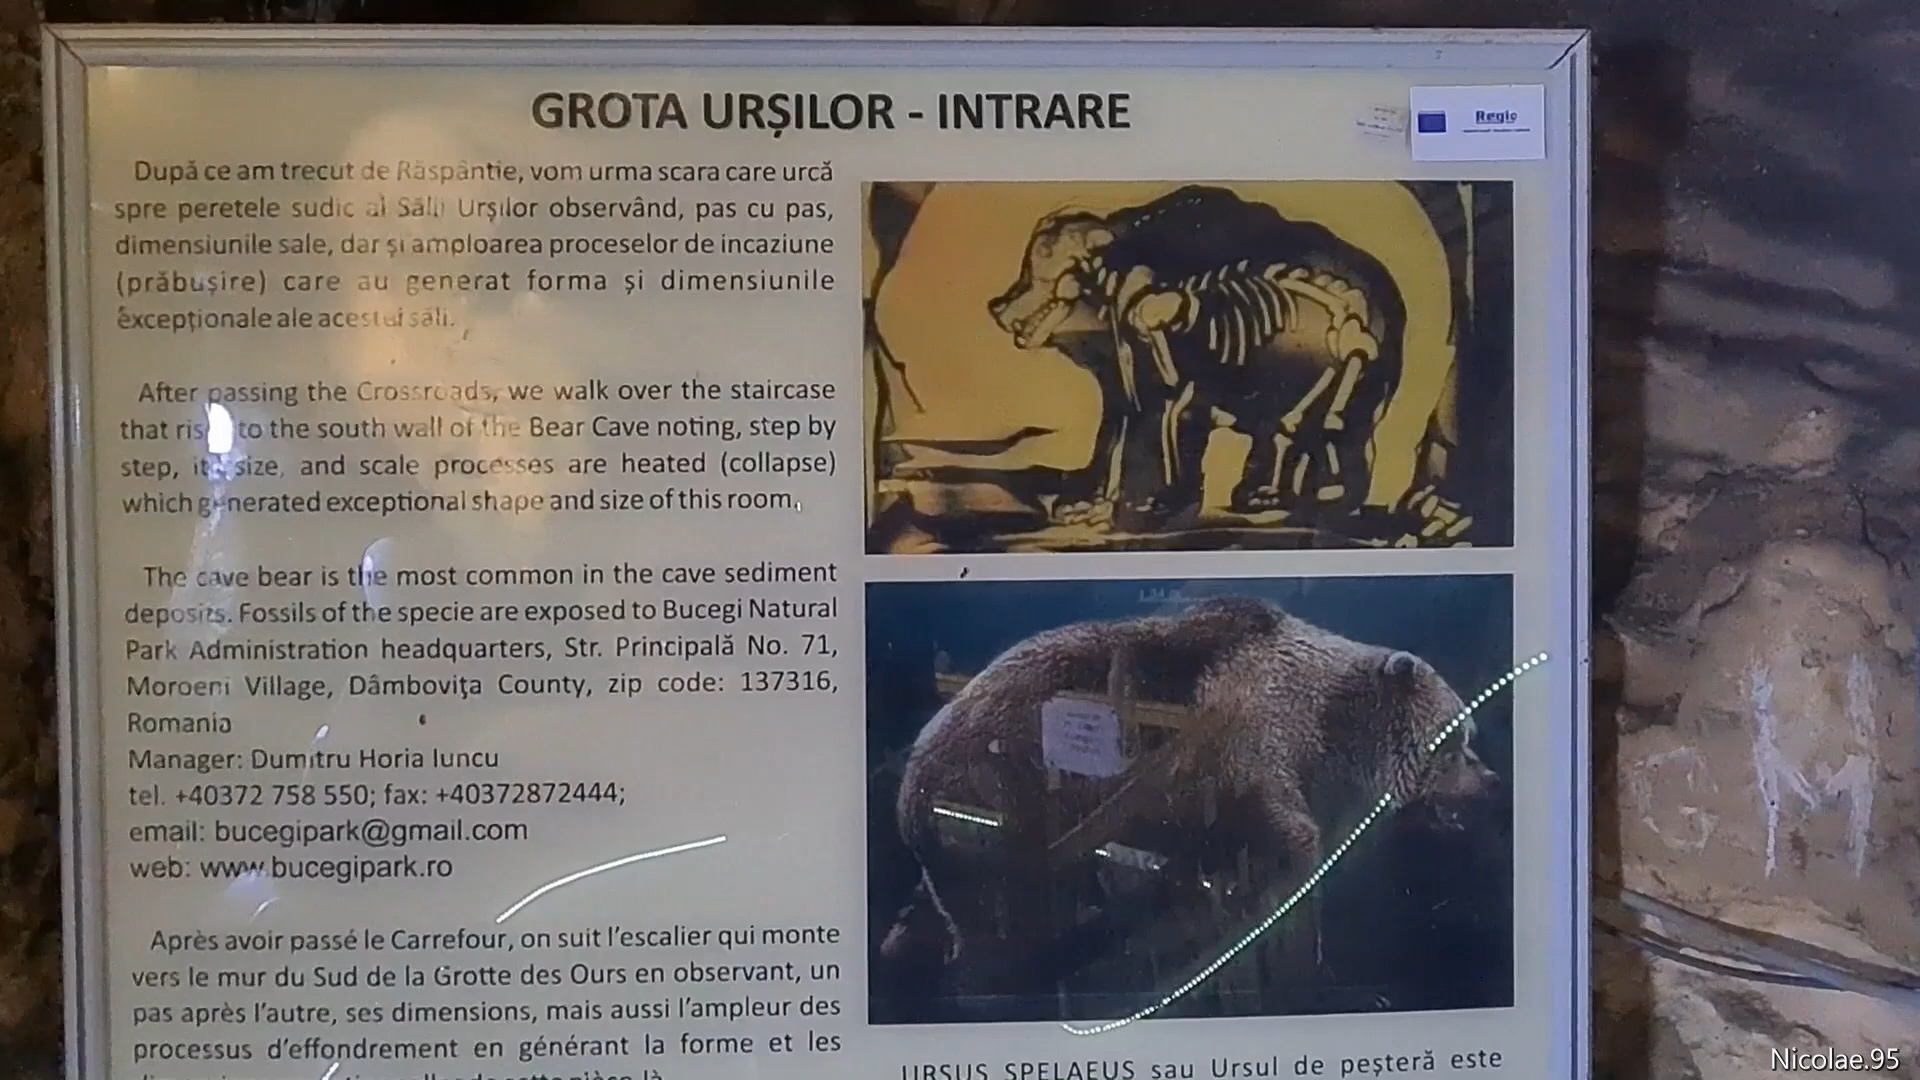 GROTA URȘILOR - INTRARE
Regio
După ce am trecut de Răspântie, vom urma scara care urcă
spre peretele sudic al Sălii Urșilor observând, pas cu pas,
dimensiunile sale, dar și amploarea proceselor de incaziune
(prăbușire) care au generat forma și dimensiunile
excepționale ale acestei săli.
After passing the Crossroads, we walk over the staircase
that to the south wall of the Bear Cave noting, step by
step, its size, and scale processes are heated (collapse)
which generated exceptional shape and size of this room.
The cave bear is the most common in the cave sediment
deposits. Fossils of the specie are exposed to Bucegi Natural
Park Administration headquarters, Str. Principală No. 71,
Moroeni Village, Dâmbovița County, zip code: 137316,
Romania
Manager: Dumitru Horia Iuncu
tel. +40372 758 550; fax: +40372872444;
email: bucegipark@gmail.com
web: www.bucegipark.ro
Après avoir passé le Carrefour, on suit l'escalier qui monte
vers le mur du Sud de la Grotte des Ours en observant, un
pas après l'autre, ses dimensions, mais aussi l'ampleur des
processus d'effondrement en générant la forme et les
URSUS SPELAEUS sau Ursul de peșteră este
Nicolae.95